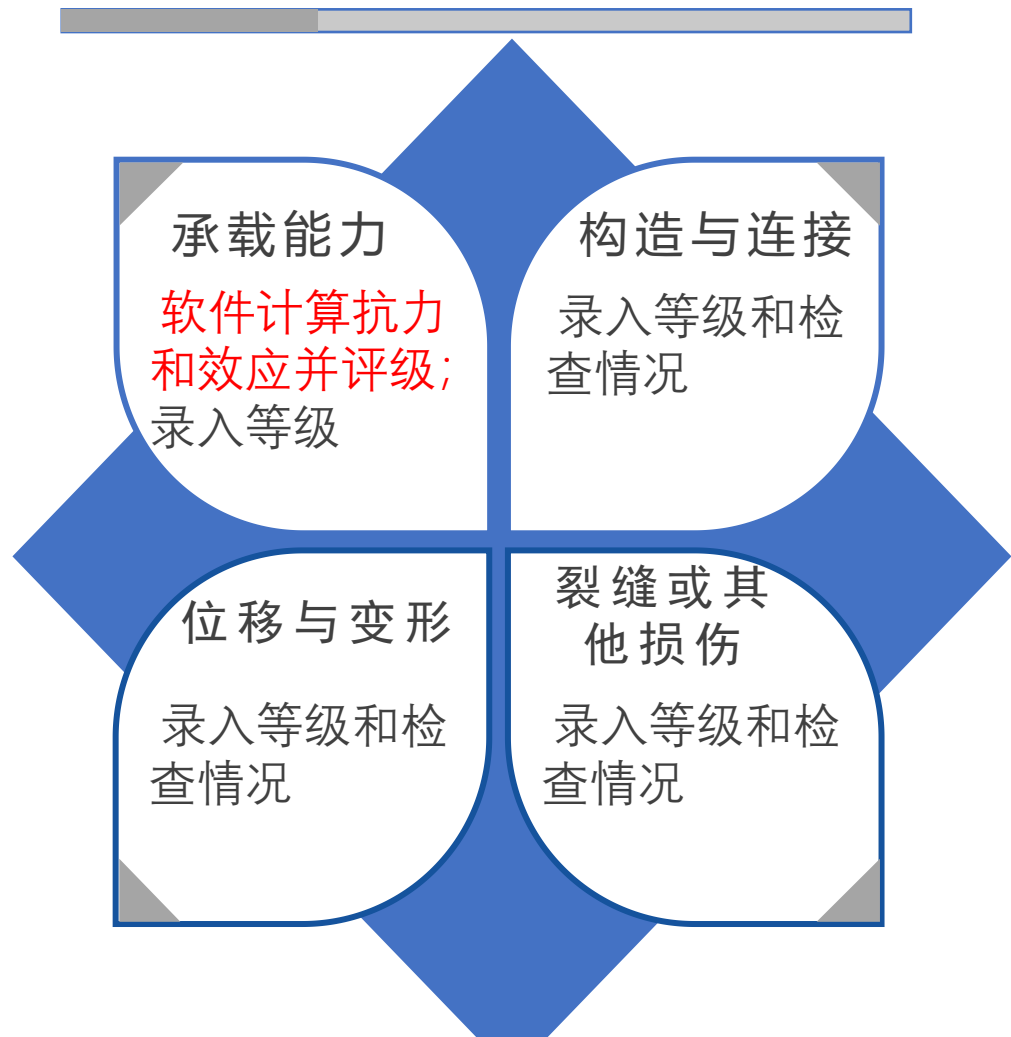 承载能力
软件计算抗力
和效应并评级;
录入等级
构造与连接
录入等级和检
查情况
位移与变形
录入等级和检
查情况
裂缝或其
他损伤
录入等级和检
查情况